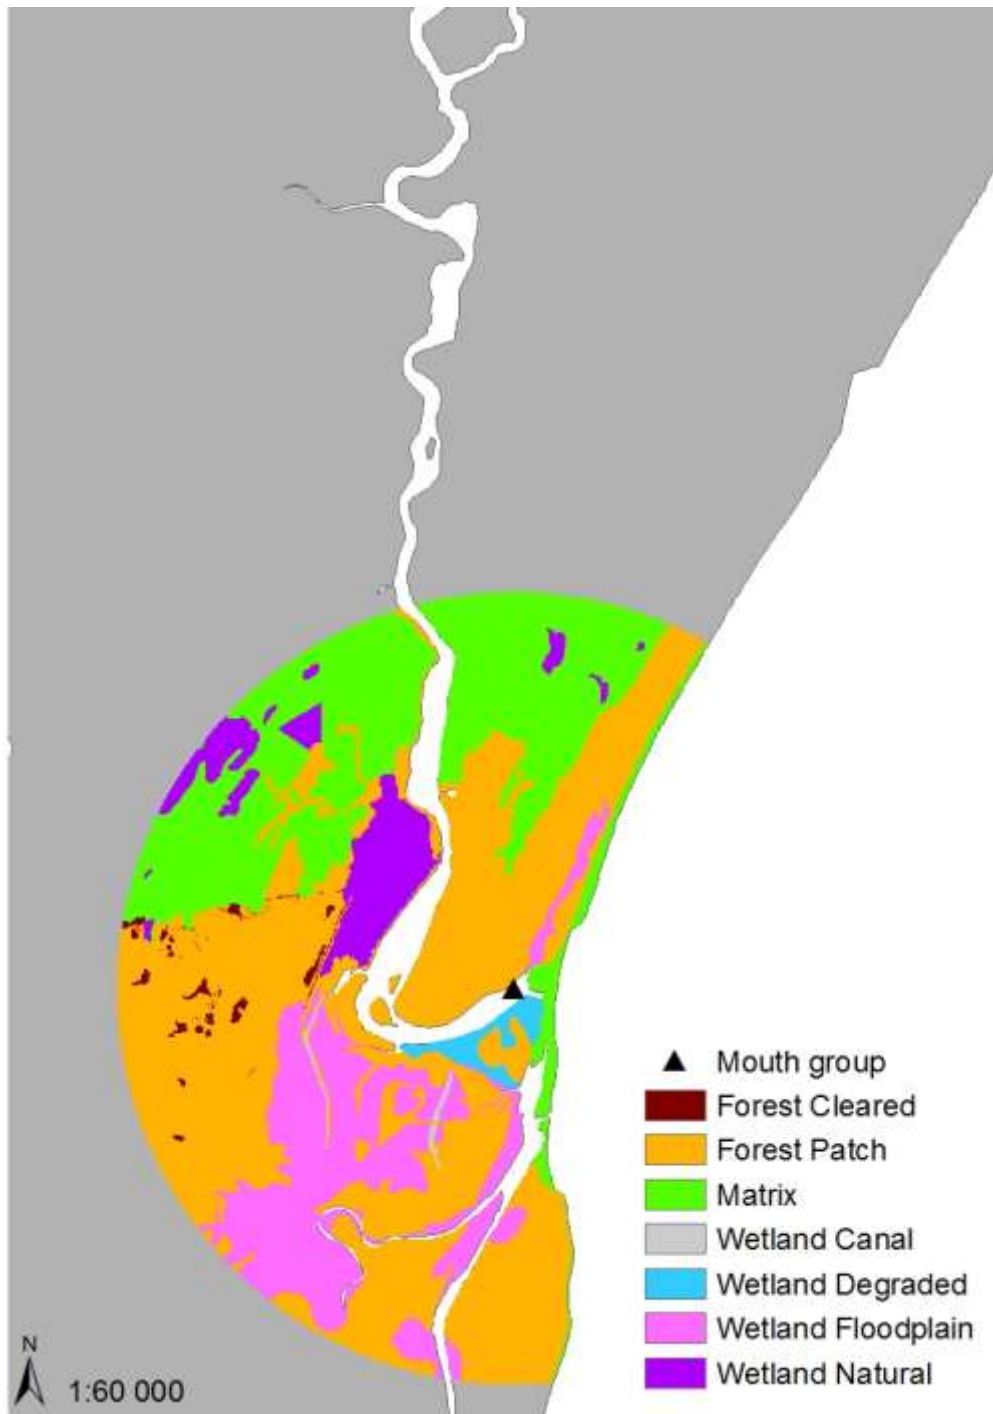 Mouth group
Forest Cleared
Forest Patch
Matrix
Wetland Canal
Wetland Degraded
Wetland Floodplain
Wetland Natural
N
1:60 000